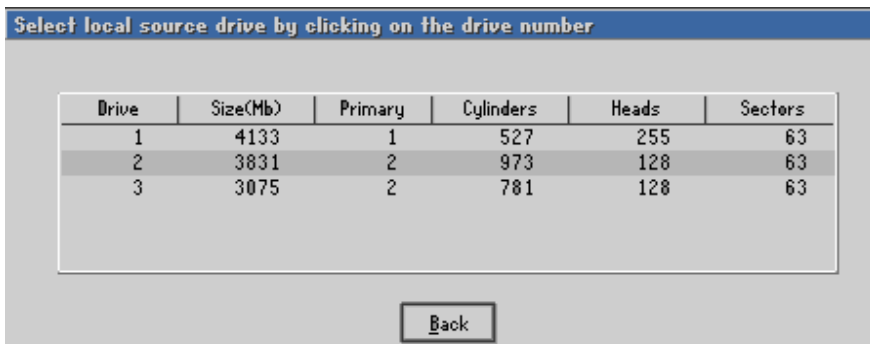 Select local source drive by clicking on the drive number
Drive Size(Mb) Primary Cylinders Heads Sectors
1 4133 1 527 255 63
2 3831 2 973 128 63
3 3075 2 781 128 63
Back